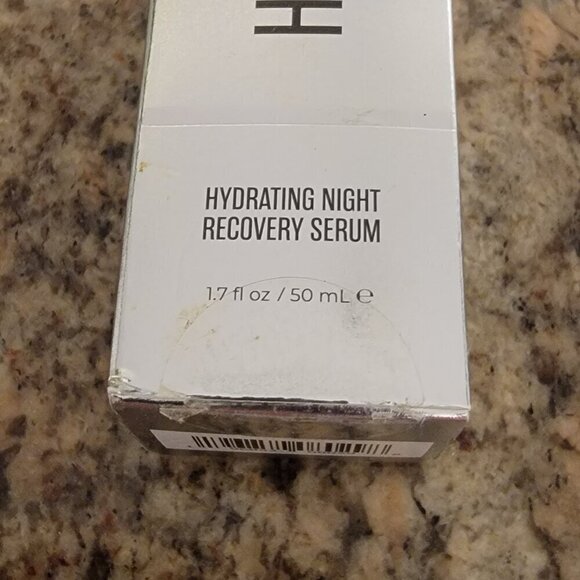 H
HYDRATING NIGHT
RECOVERY SERUM
1.7 fl oz / 50 mL ℮